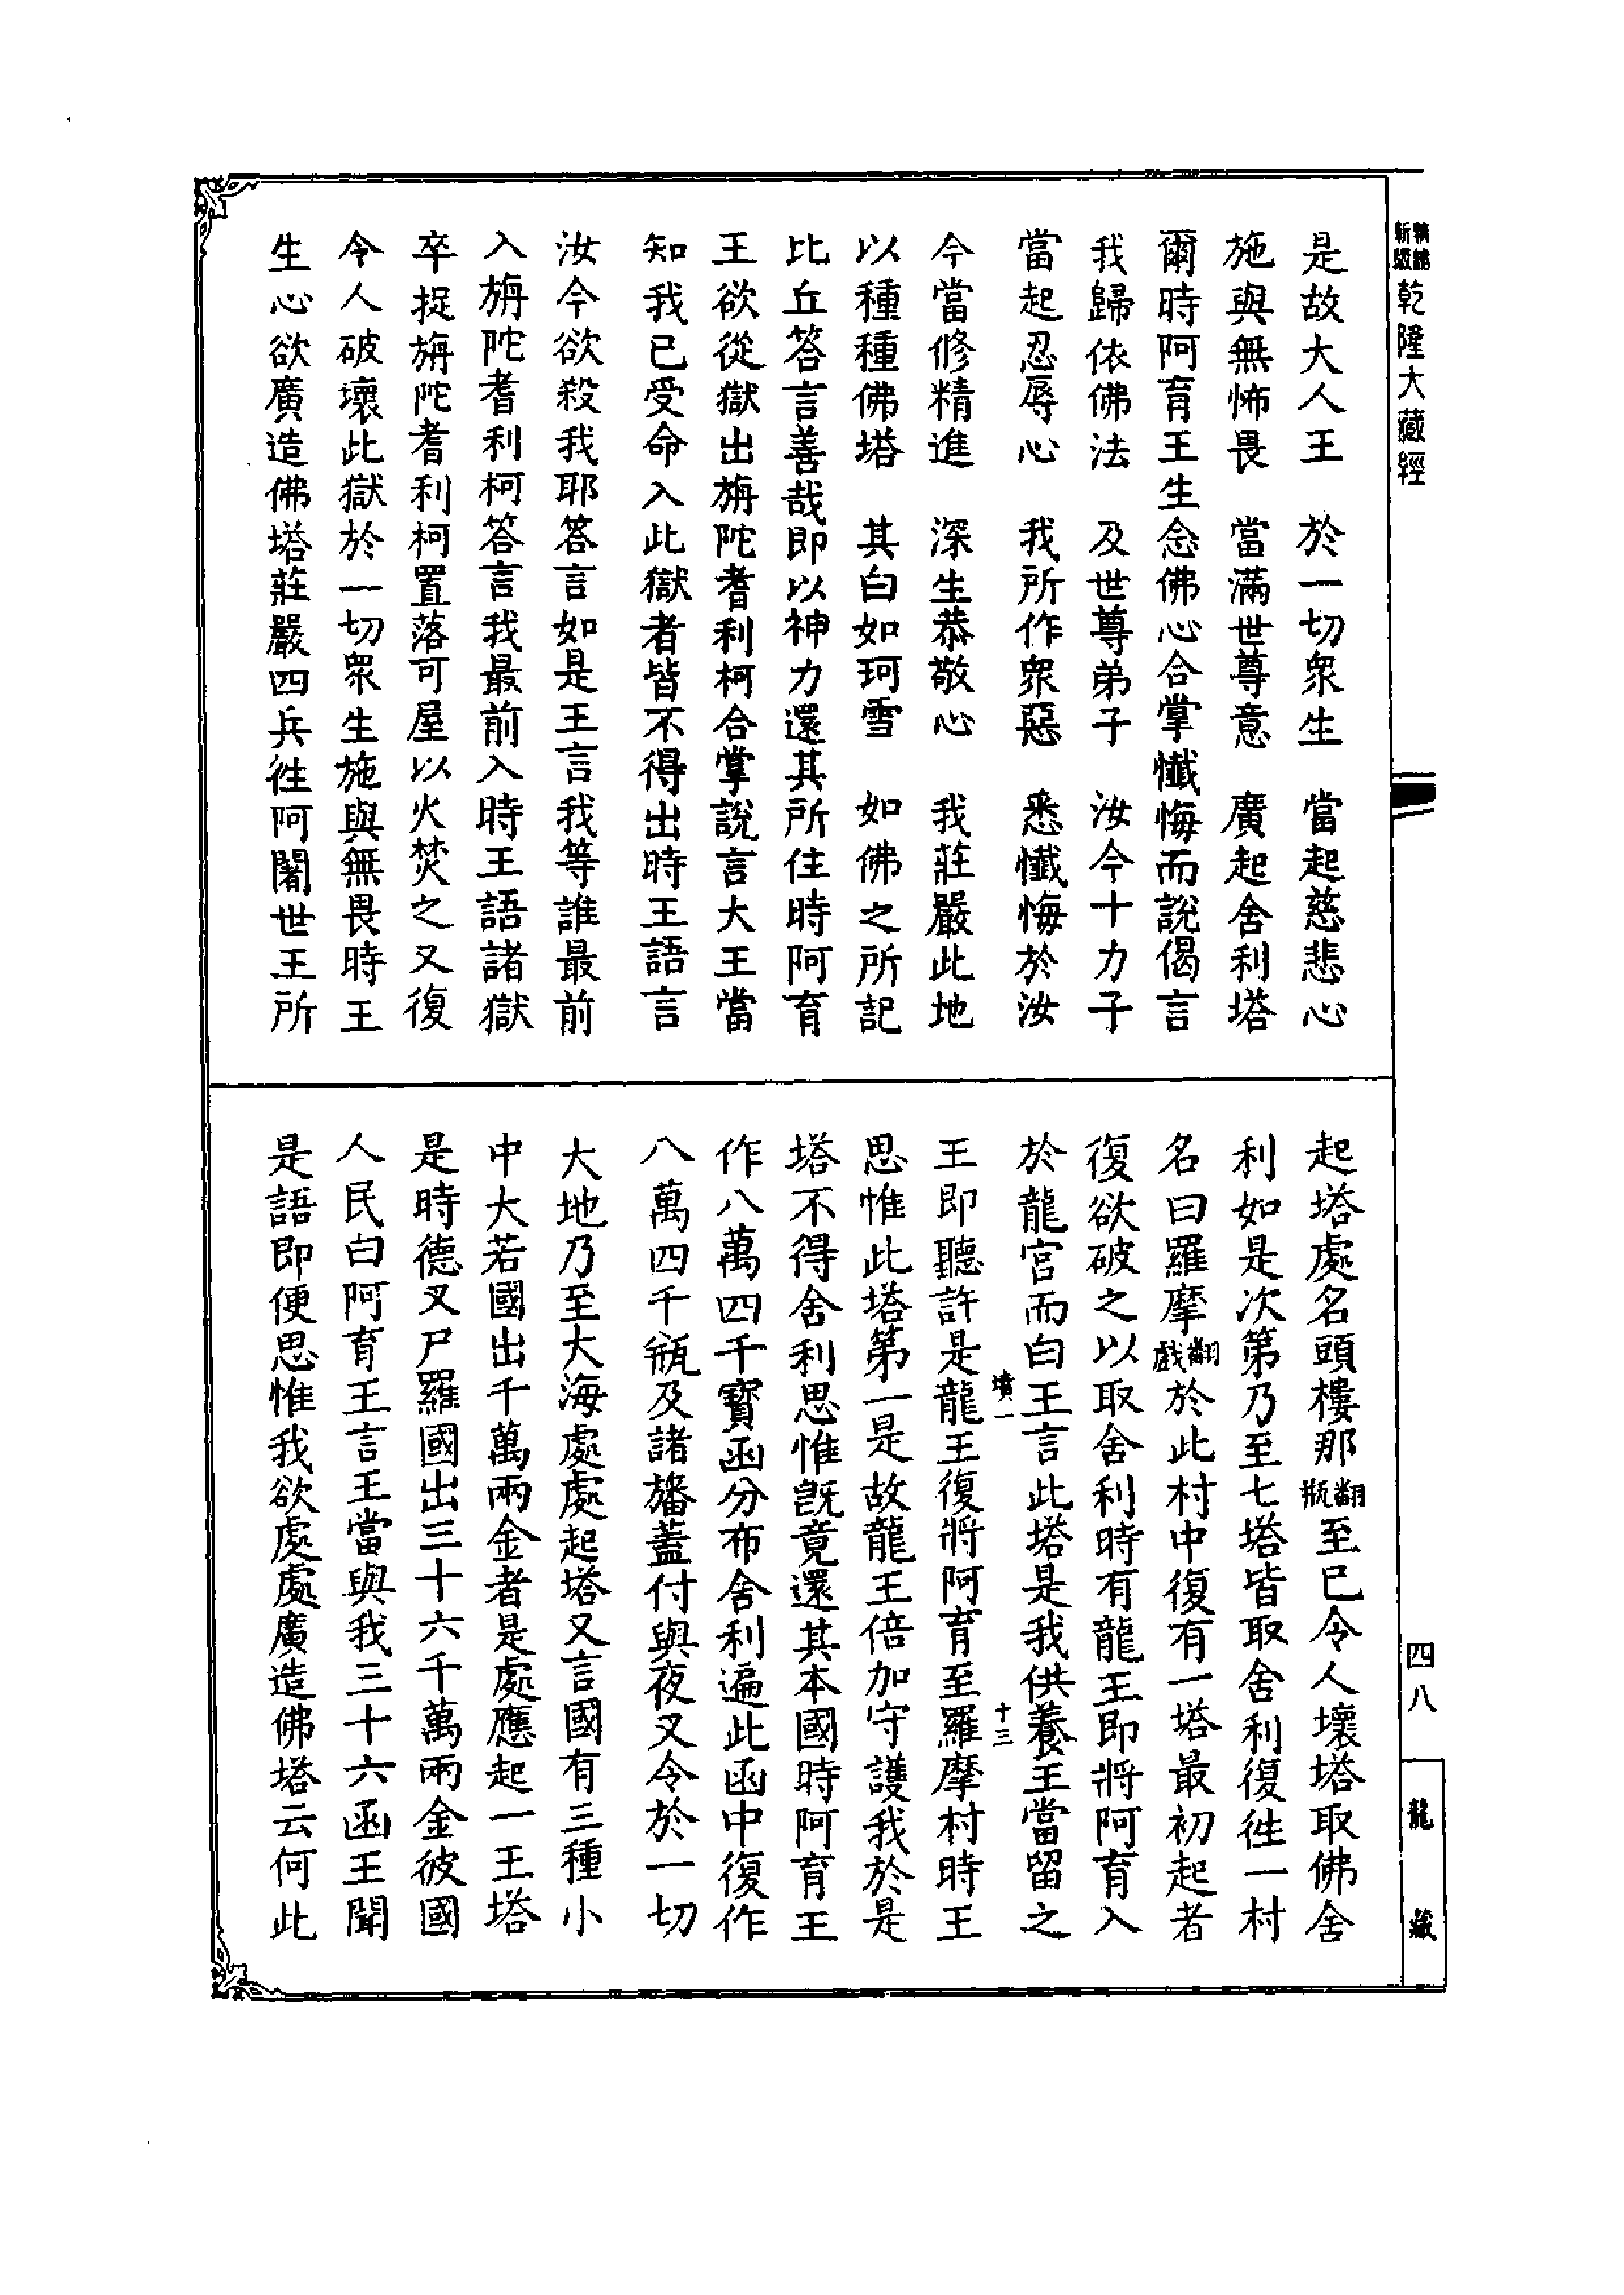 精縮新版乾隆大藏經
是故大人王　於一切衆生　當起慈悲心
施與無怖畏　當滿世尊意　廣起舍利塔
爾時阿育王生念佛心合掌懺悔而說偈言
我歸依佛法　及世尊弟子　汝今十力子
當起忍辱心　我所作衆惡　悉懺悔於汝
今當修精進　深生恭敬心　我莊嚴此地
以種種佛塔　其白如珂雪　如佛之所記
比丘答言善哉即以神力還其所住時阿育
王欲從獄出旃陀耆利柯合掌說言大王當
知我已受命入此獄者皆不得出時王語言
汝今欲殺我耶答言如是王言我等誰最前
入旃陀耆利柯答言我最前入時王語諸獄
卒捉旃陀耆利柯置落可屋以火焚之又復
令人破壞此獄於一切衆生施與無畏時王
生心欲廣造佛塔莊嚴四兵徃阿闍世王所
起塔處名頭樓那翻瓶至已令人壞塔取佛舍
利如是次第乃至七塔皆取舍利復徃一村
名曰羅摩翻戲於此村中復有一塔最初起者
復欲破之以取舍利時有龍王即將阿育入
於龍宫而白王言此塔是我供養王當留之
墳一　十三
王即聽許是龍王復將阿育至羅摩村時王
思惟此塔第一是故龍王倍加守護我於是
塔不得舍利思惟旣竟還其本國時阿育王
作八萬四千寳函分布舍利遍此函中復作
八萬四千瓶及諸旛蓋付與夜叉令於一切
大地乃至大海處處起塔又言國有三種小
中大若國出千萬兩金者是處應起一王塔
是時德叉尸羅國出三十六千萬兩金彼國
人民白阿育王言王當與我三十六函王聞
是語即便思惟我欲處處廣造佛塔云何此
四八
龍藏